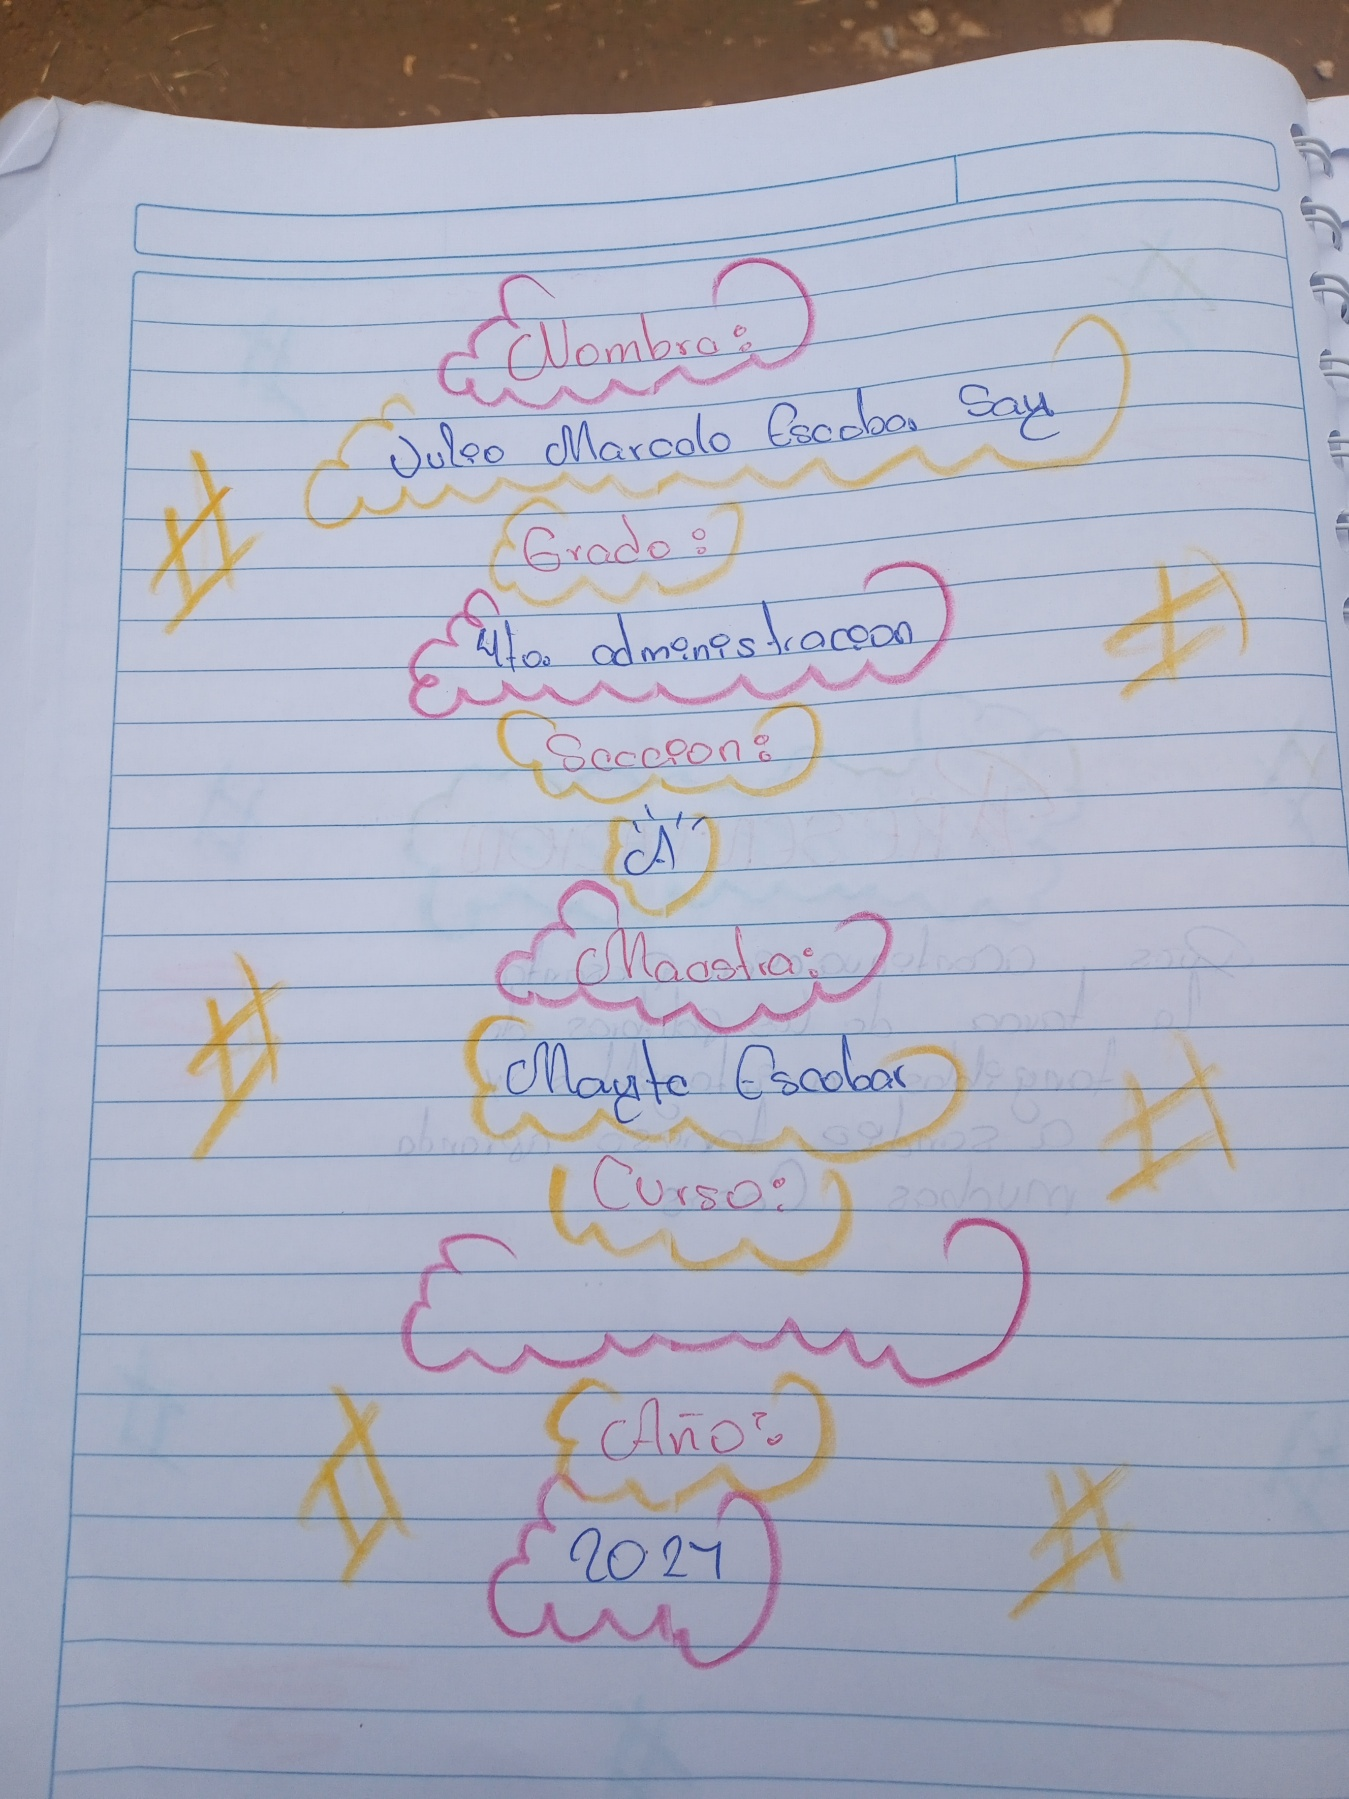 Nombre:
Julio Marcelo Escobar Say
Grado:
4to. administracion
Seccion:
"A"
Maestra:
Mayte Escobar
Curso:
Año:
2024